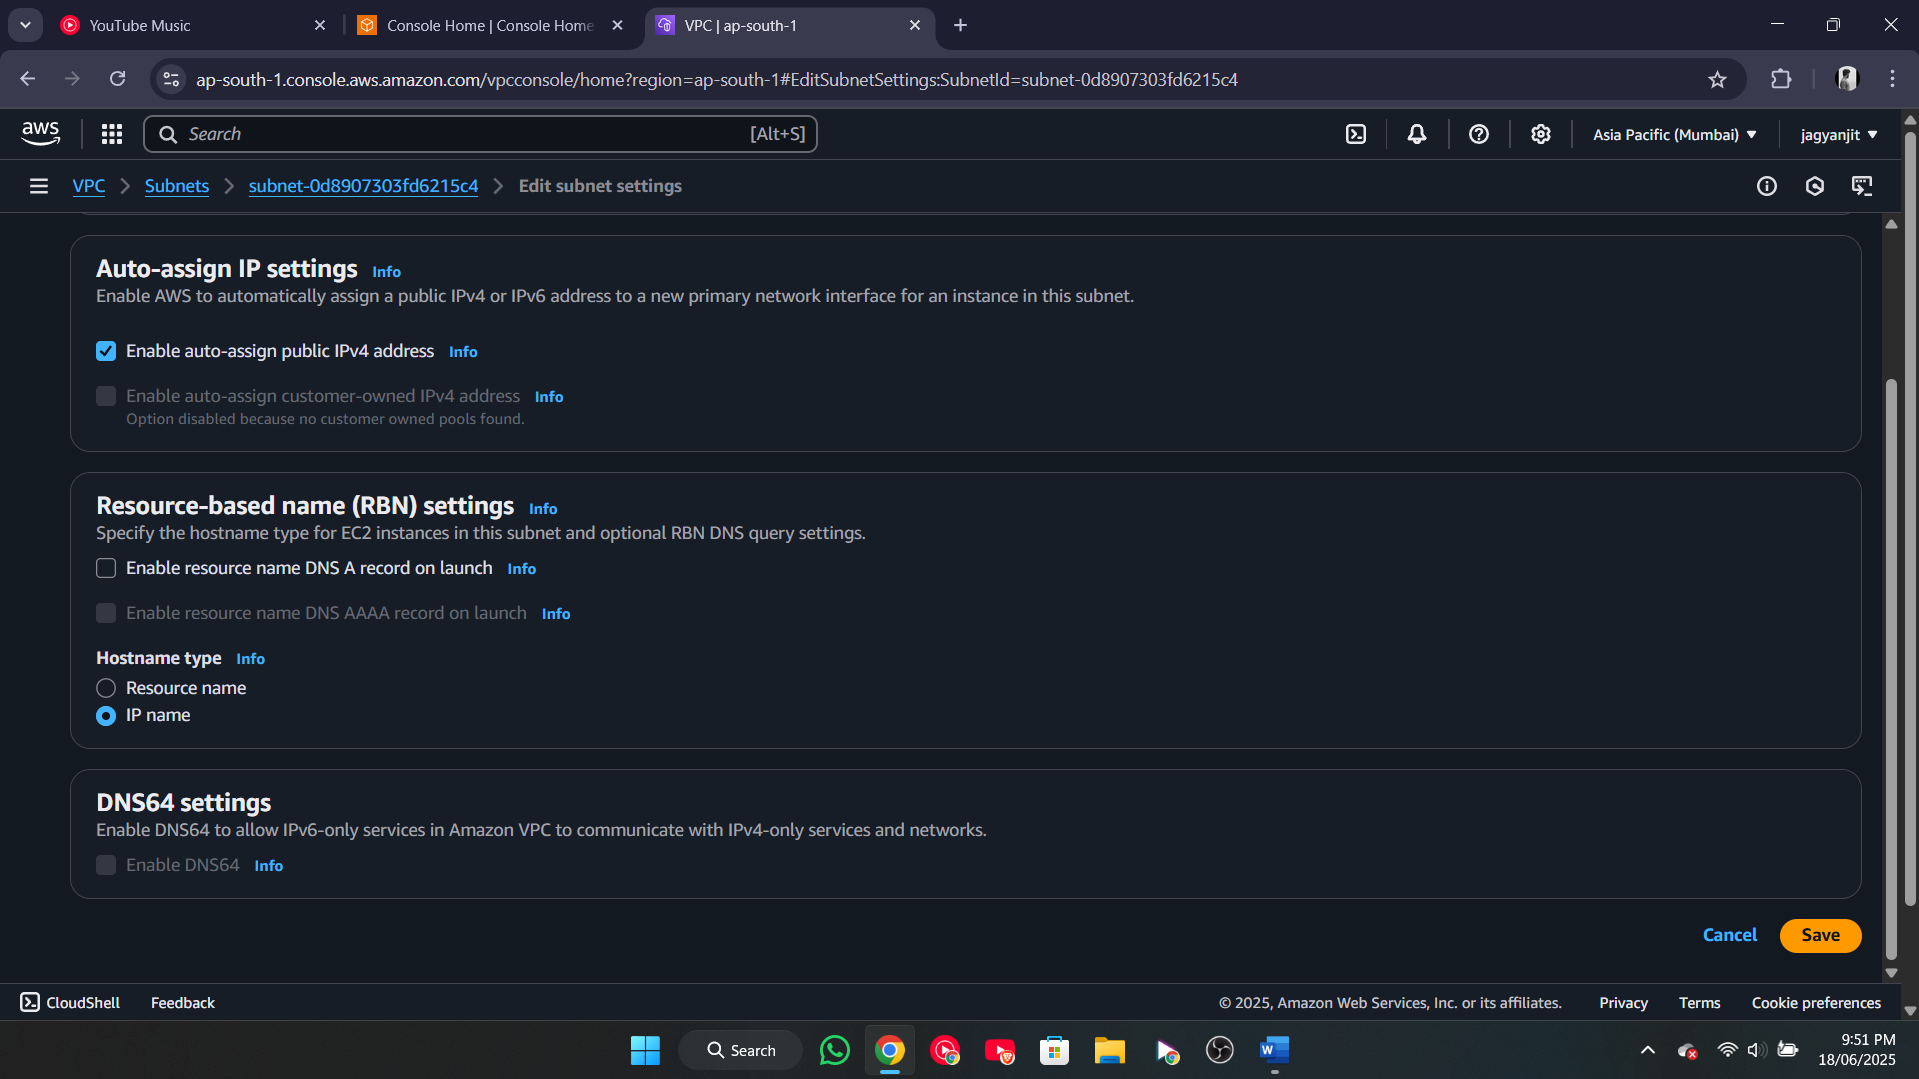 YouTube Music
Console Home | Console Home
VPC | ap-south-1
ap-south-1.console.aws.amazon.com/vpcconsole/home?region=ap-south-1#EditSubnetSettings:SubnetId=subnet-0d8907303fd6215c4
aws
Search
[Alt+S]
Asia Pacific (Mumbai)
jagyanjit
VPC
Subnets
subnet-0d8907303fd6215c4
Edit subnet settings
Auto-assign IP settings Info
Enable AWS to automatically assign a public IPv4 or IPv6 address to a new primary network interface for an instance in this subnet.
Enable auto-assign public IPv4 address Info
Enable auto-assign customer-owned IPv4 address Info
Option disabled because no customer owned pools found.
Resource-based name (RBN) settings Info
Specify the hostname type for EC2 instances in this subnet and optional RBN DNS query settings.
Enable resource name DNS A record on launch Info
Enable resource name DNS AAAA record on launch Info
Hostname type Info
Resource name
IP name
DNS64 settings
Enable DNS64 to allow IPv6-only services in Amazon VPC to communicate with IPv4-only services and networks.
Enable DNS64 Info
Cancel
Save
CloudShell
Feedback
© 2025, Amazon Web Services, Inc. or its affiliates.
Privacy
Terms
Cookie preferences
Search
W
9:51 PM
18/06/2025